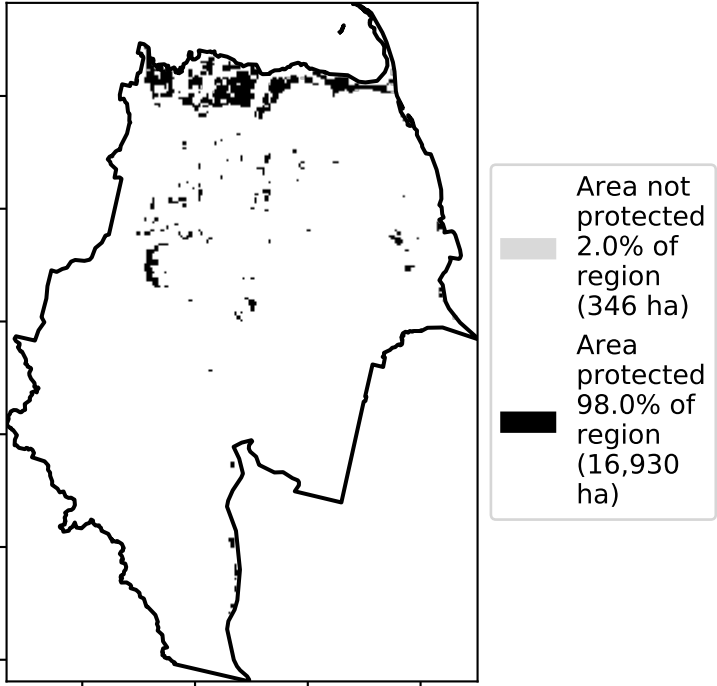 Area not
protected
2.0% of
region
(346 ha)
Area
protected
98.0% of
region
(16,930
ha)